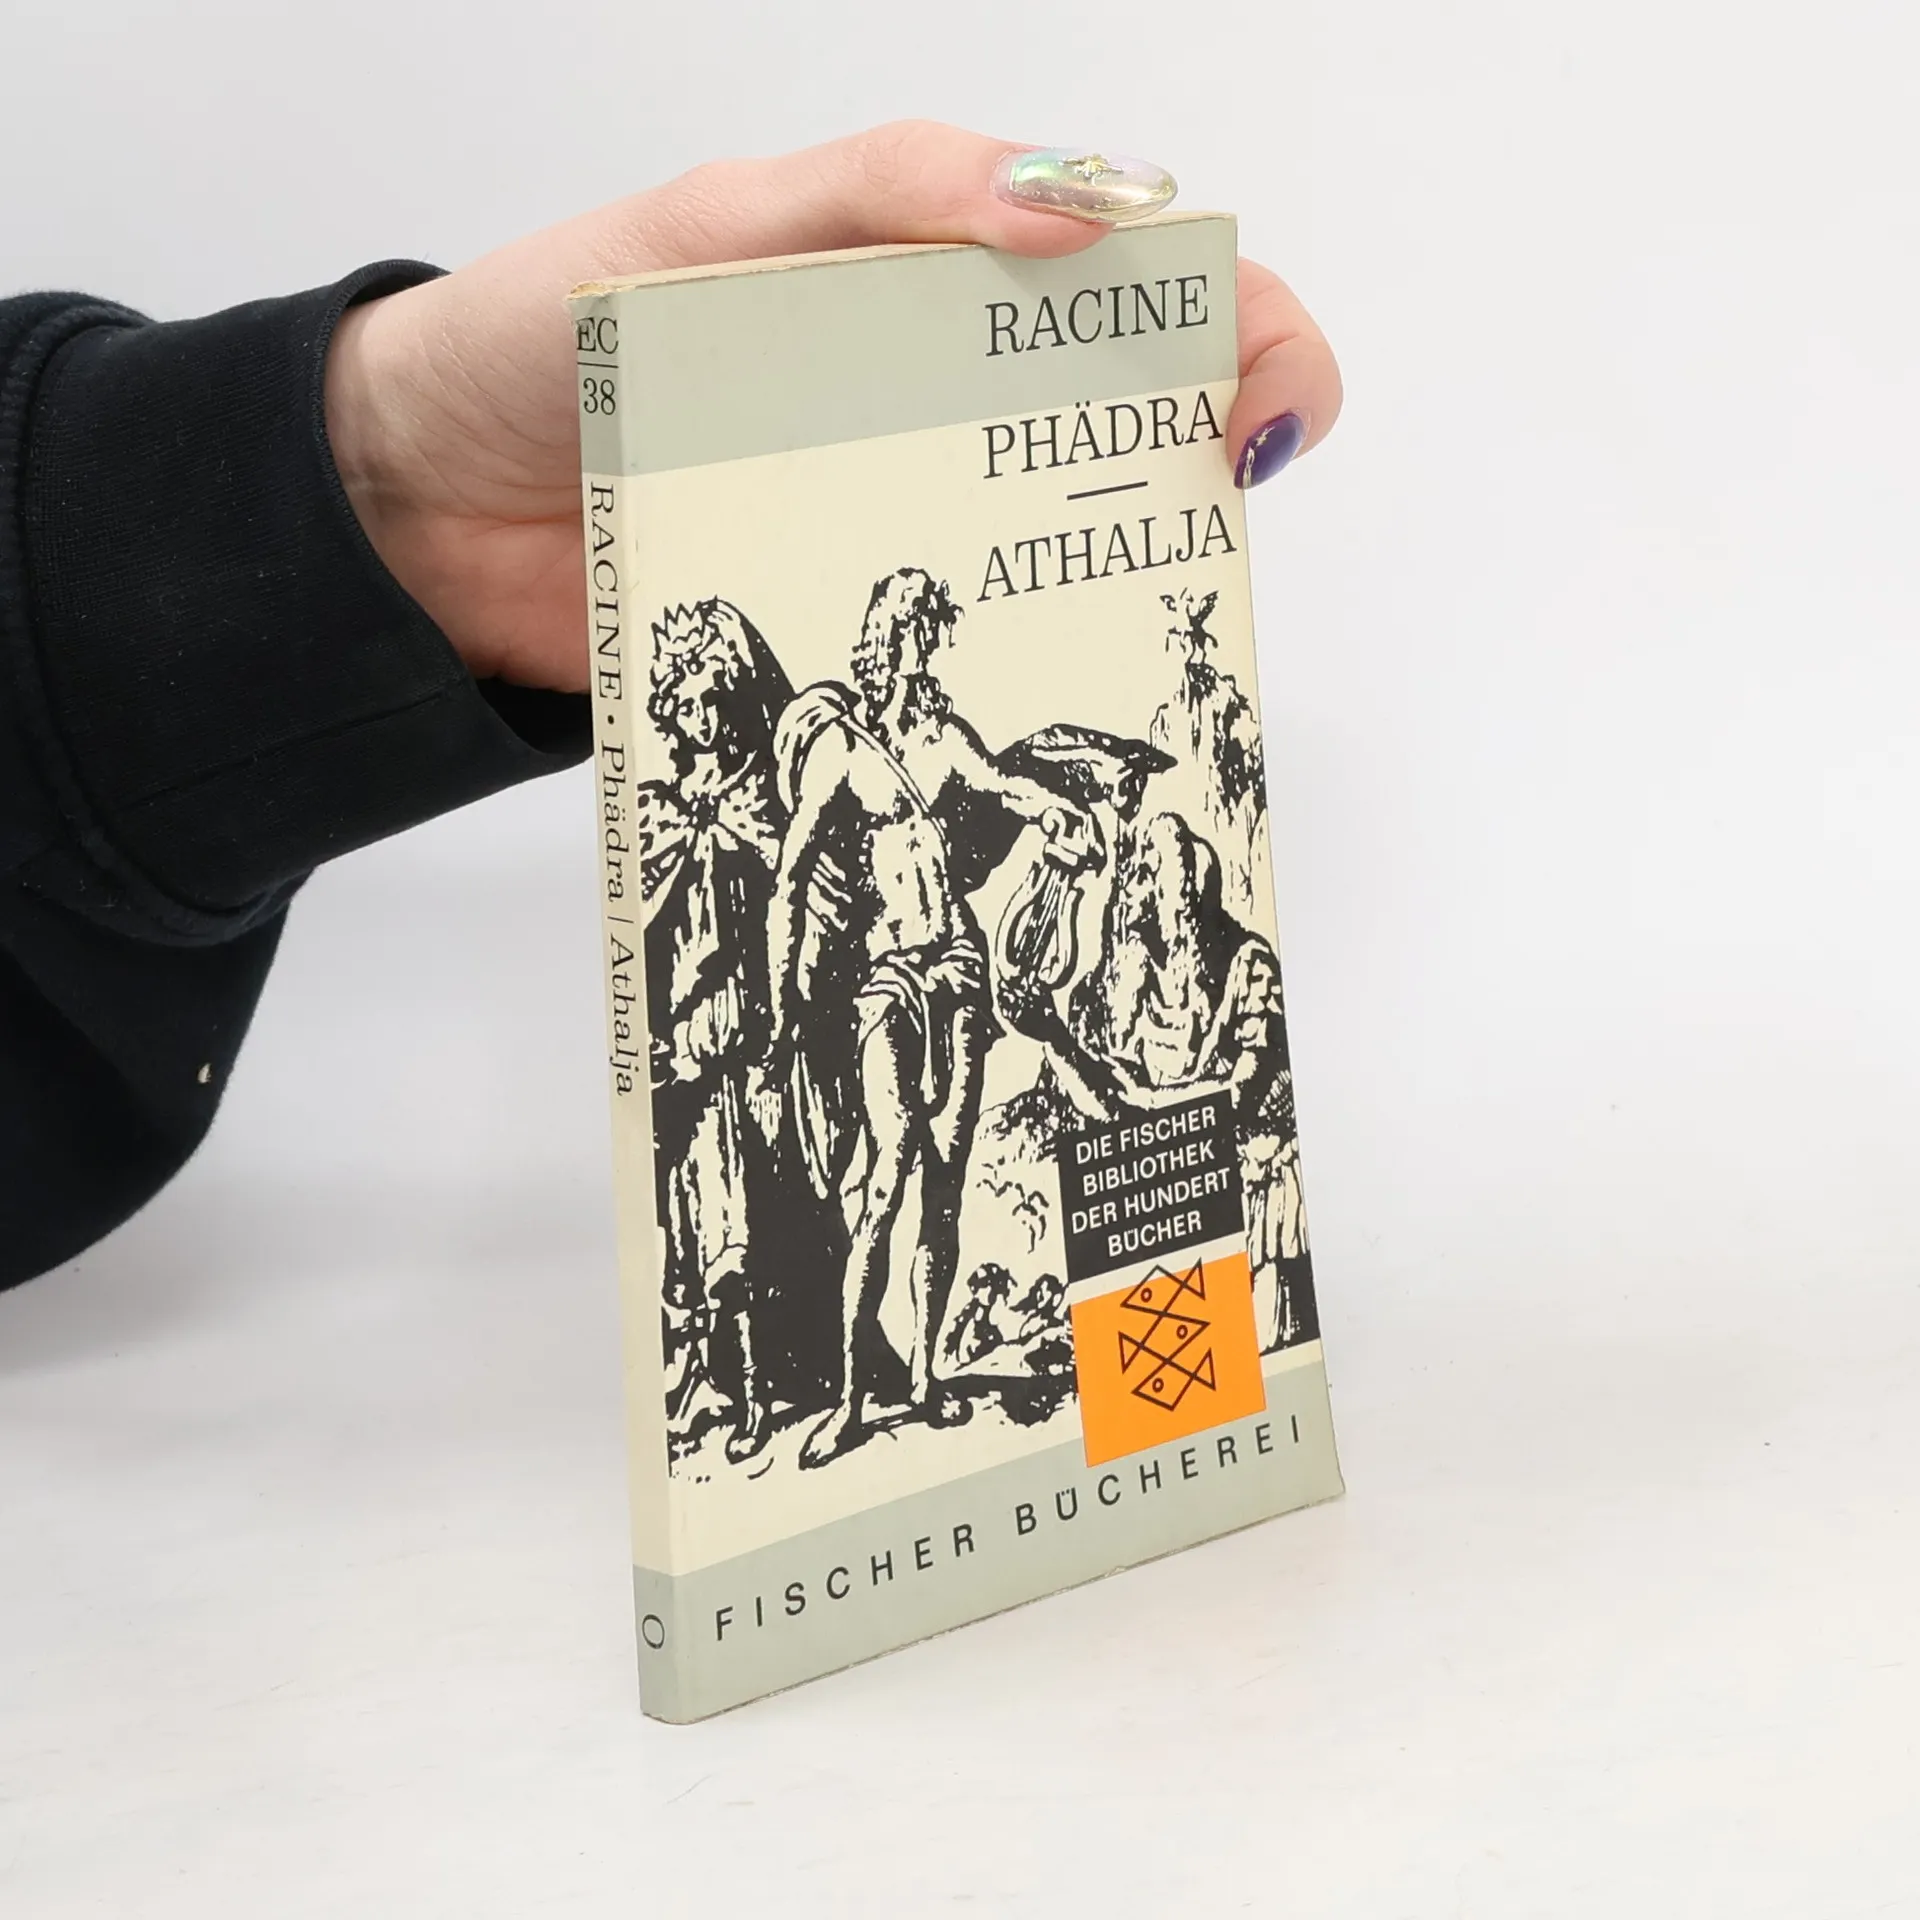 RACINE
PHÄDRA
ATHALJA
DIE FISCHER
BIBLIOTHEK
DER HUNDERT
BÜCHER
FISCHER BÜCHEREI
EC
38
RACINE · Phädra | Athalja
O